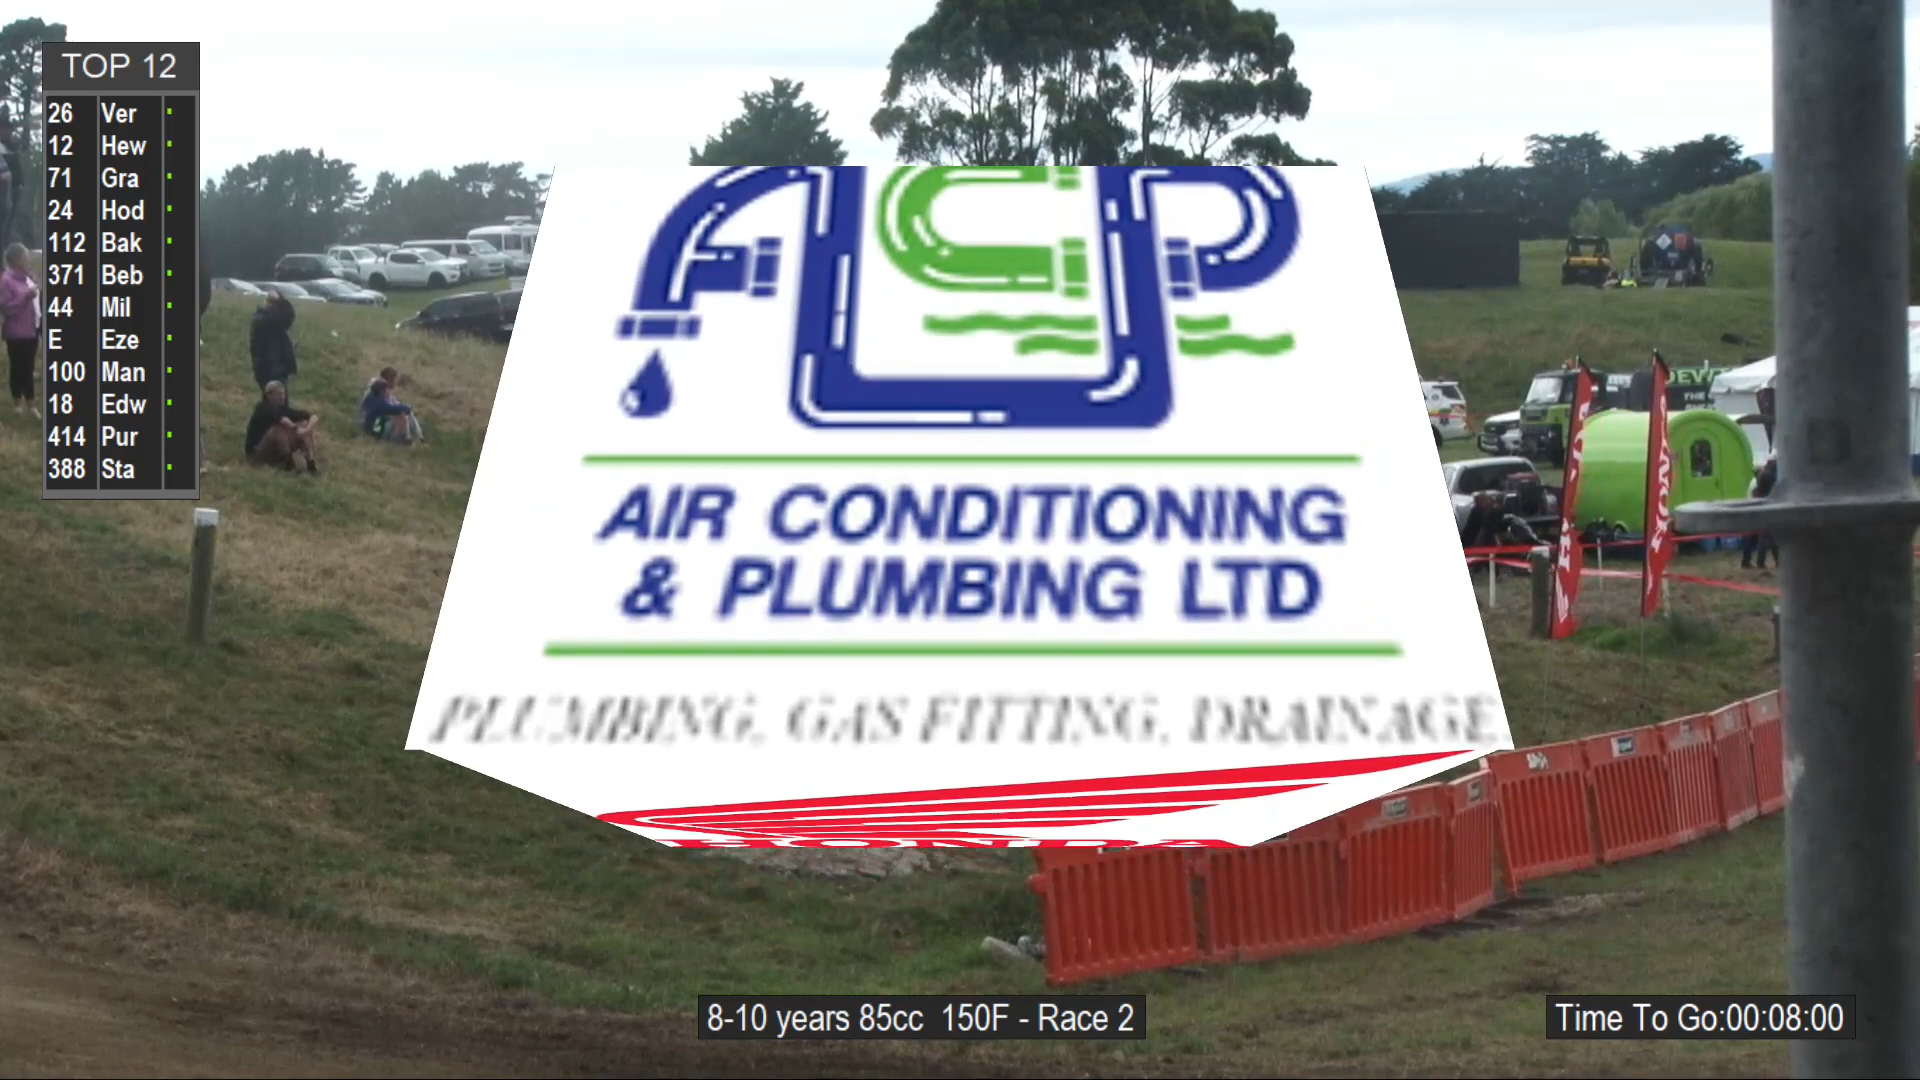 TOP 12
26 Ver
12 Hew
71 Gra
24 Hod
112 Bak
371 Beb
44 Mil
E Eze
100 Man
18 Edw
414 Pur
388 Sta
ACP
AIR CONDITIONING
& PLUMBING LTD
PLUMBING, GAS FITTING, DRAINAGE
HONDA
HONDA
8-10 years 85cc 150F - Race 2
Time To Go:00:08:00